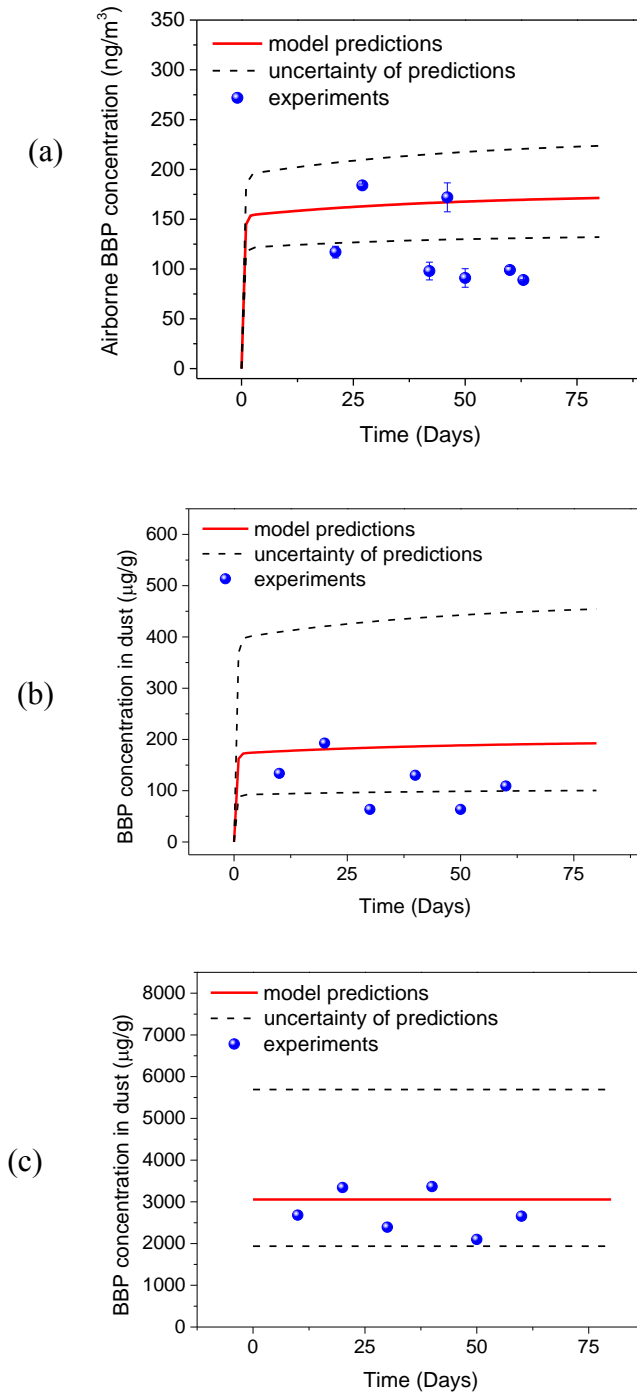 (a)
Airborne BBP concentration (ng/m³)
350
300
250
200
150
100
50
0
model predictions
uncertainty of predictions
experiments
0 25 50 75
Time (Days)
(b)
BBP concentration in dust (μg/g)
600
500
400
300
200
100
0
model predictions
uncertainty of predictions
experiments
0 25 50 75
Time (Days)
(c)
BBP concentration in dust (μg/g)
8000
7000
6000
5000
4000
3000
2000
1000
0
model predictions
uncertainty of predictions
experiments
0 25 50 75
Time (Days)